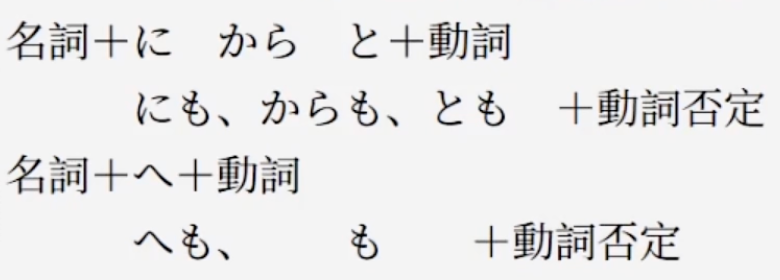 名詞＋に　から　と＋動詞
にも、からも、とも　＋動詞否定
名詞＋へ＋動詞
へも、　　も　　＋動詞否定